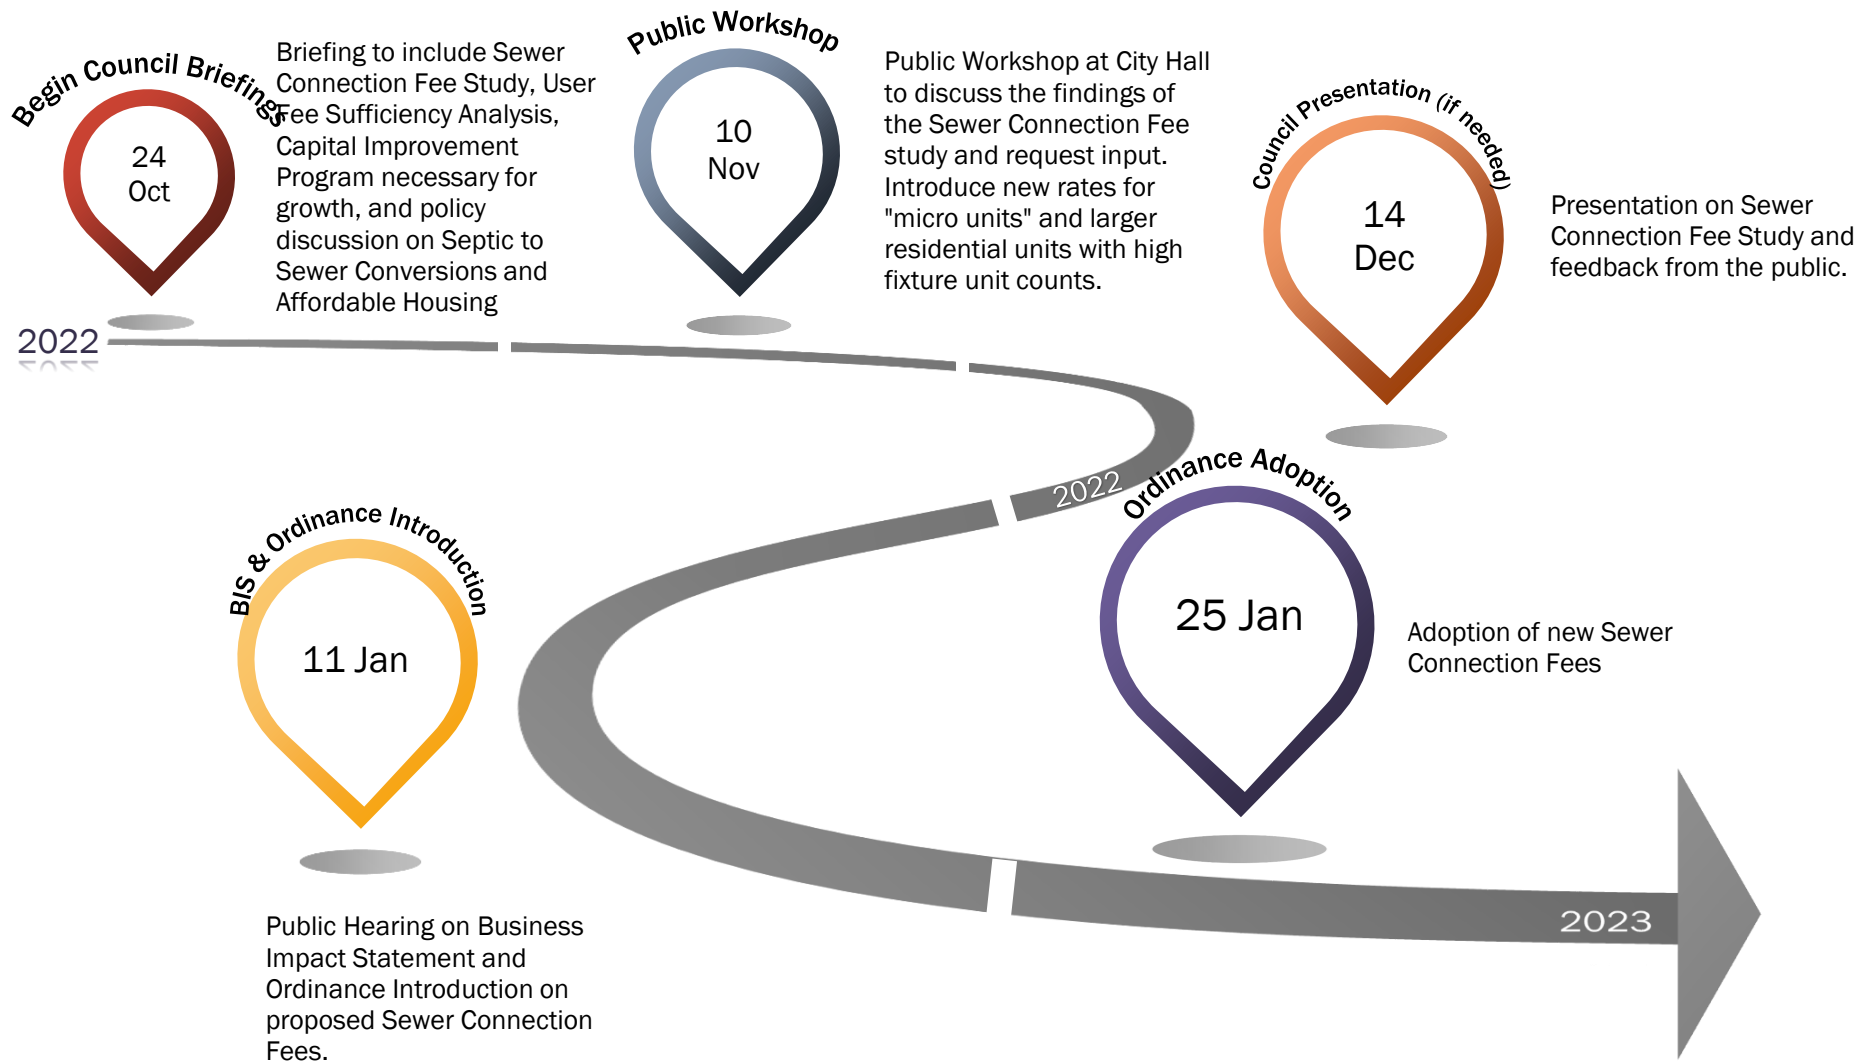 Begin Council Briefings
24
Oct
Briefing to include Sewer
Connection Fee Study, User
Fee Sufficiency Analysis,
Capital Improvement
Program necessary for
growth, and policy
discussion on Septic to
Sewer Conversions and
Affordable Housing
Public Workshop
10
Nov
Public Workshop at City Hall
to discuss the findings of
the Sewer Connection Fee
study and request input.
Introduce new rates for
"micro units" and larger
residential units with high
fixture unit counts.
Council Presentation (if needed)
14
Dec
Presentation on Sewer
Connection Fee Study and
feedback from the public.
2022
2022
BIS & Ordinance Introduction
11 Jan
Public Hearing on Business
Impact Statement and
Ordinance Introduction on
proposed Sewer Connection
Fees.
Ordinance Adoption
25 Jan
Adoption of new Sewer
Connection Fees
2023